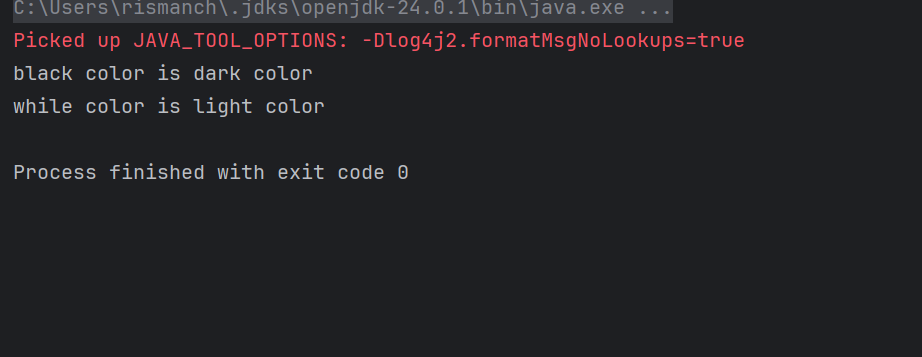 C:\Users\rismanch\.jdks\openjdk-24.0.1\bin\java.exe ...
Picked up JAVA_TOOL_OPTIONS: -Dlog4j2.formatMsgNoLookups=true
black color is dark color
while color is light color
Process finished with exit code 0